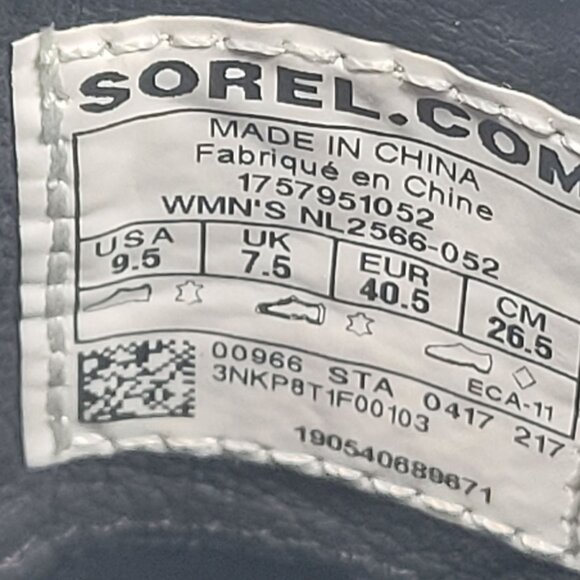 SOREL.COM
MADE IN CHINA
Fabriqué en Chine
1757951052
WMN'S NL2566-052
USA UK EUR CM
9.5 7.5 40.5 26.5
ECA-11
00966 STA 0417 217
3NKP8T1F00103
190540689671